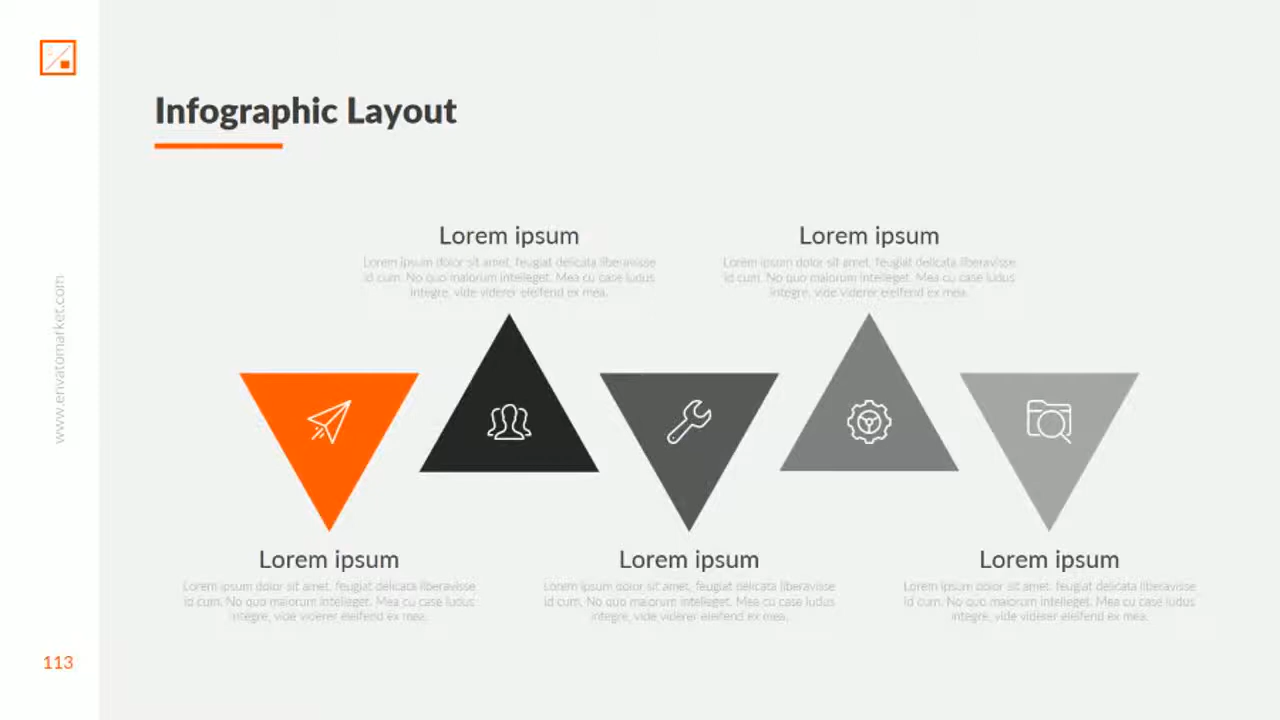 Infographic Layout
Lorem ipsum
Lorem ipsum dolor sit amet, feugiat delicata liberavisse
id cum. No quo maiorum intelleget. Mea cu case ludus
integre, vide viderer eleifend ex mea.
Lorem ipsum
Lorem ipsum dolor sit amet, feugiat delicata liberavisse
id cum. No quo maiorum intelleget. Mea cu case ludus
integre, vide viderer eleifend ex mea.
Lorem ipsum
Lorem ipsum dolor sit amet, feugiat delicata liberavisse
id cum. No quo maiorum intelleget. Mea cu case ludus
integre, vide viderer eleifend ex mea.
Lorem ipsum
Lorem ipsum dolor sit amet, feugiat delicata liberavisse
id cum. No quo maiorum intelleget. Mea cu case ludus
integre, vide viderer eleifend ex mea.
Lorem ipsum
Lorem ipsum dolor sit amet, feugiat delicata liberavisse
id cum. No quo maiorum intelleget. Mea cu case ludus
integre, vide viderer eleifend ex mea.
www.envatomarket.com
113